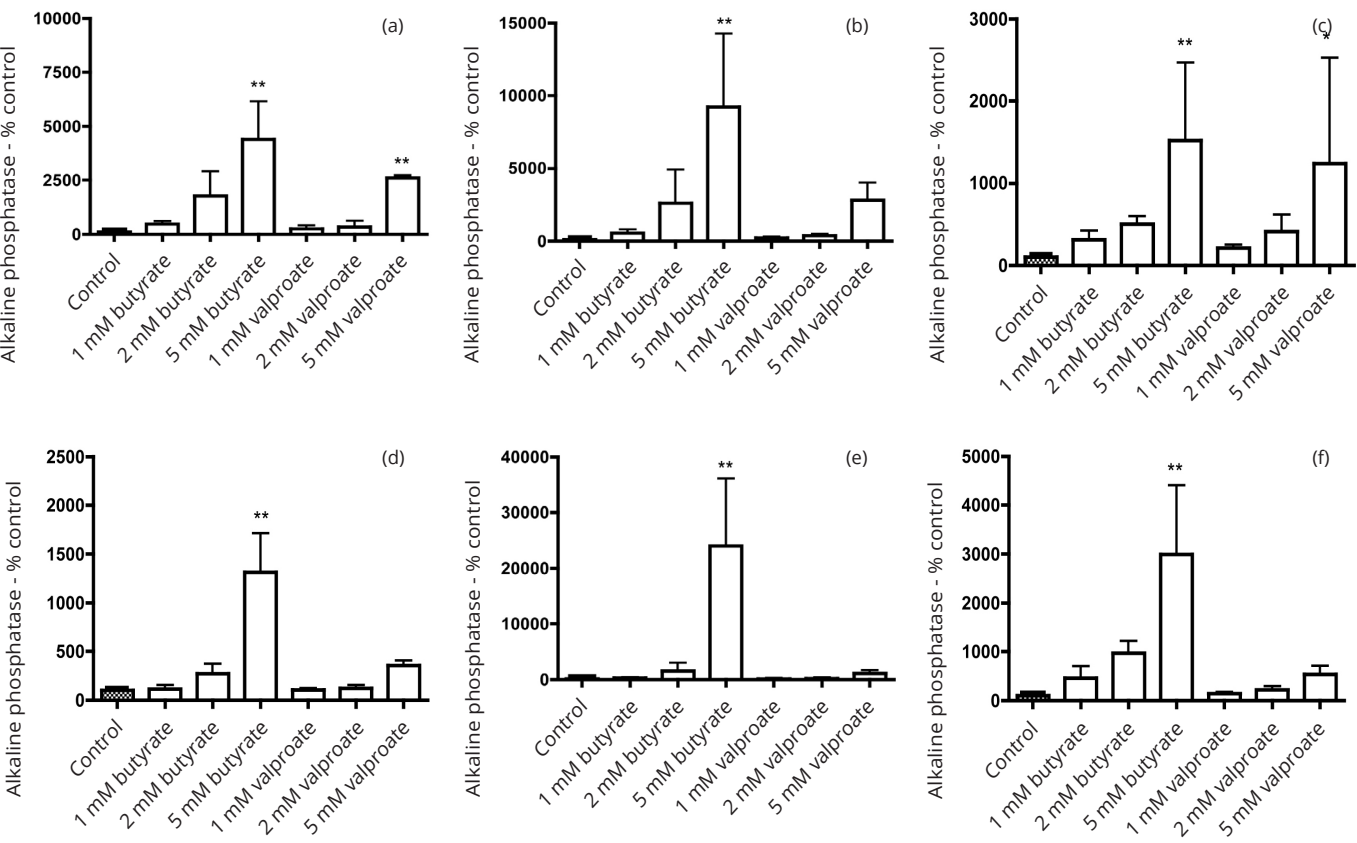 (a)
Alkaline phosphatase - % control
10000
7500
5000
2500
0
**
**
Control
1 mM butyrate
2 mM butyrate
5 mM butyrate
1 mM valproate
2 mM valproate
5 mM valproate
(b)
Alkaline phosphatase - % control
15000
10000
5000
0
**
Control
1 mM butyrate
2 mM butyrate
5 mM butyrate
1 mM valproate
2 mM valproate
5 mM valproate
(c)
Alkaline phosphatase - % control
3000
2000
1000
0
**
*
Control
1 mM butyrate
2 mM butyrate
5 mM butyrate
1 mM valproate
2 mM valproate
5 mM valproate
(d)
Alkaline phosphatase - % control
2500
2000
1500
1000
500
0
**
Control
1 mM butyrate
2 mM butyrate
5 mM butyrate
1 mM valproate
2 mM valproate
5 mM valproate
(e)
Alkaline phosphatase - % control
40000
30000
20000
10000
0
**
Control
1 mM butyrate
2 mM butyrate
5 mM butyrate
1 mM valproate
2 mM valproate
5 mM valproate
(f)
Alkaline phosphatase - % control
5000
4000
3000
2000
1000
0
**
Control
1 mM butyrate
2 mM butyrate
5 mM butyrate
1 mM valproate
2 mM valproate
5 mM valproate